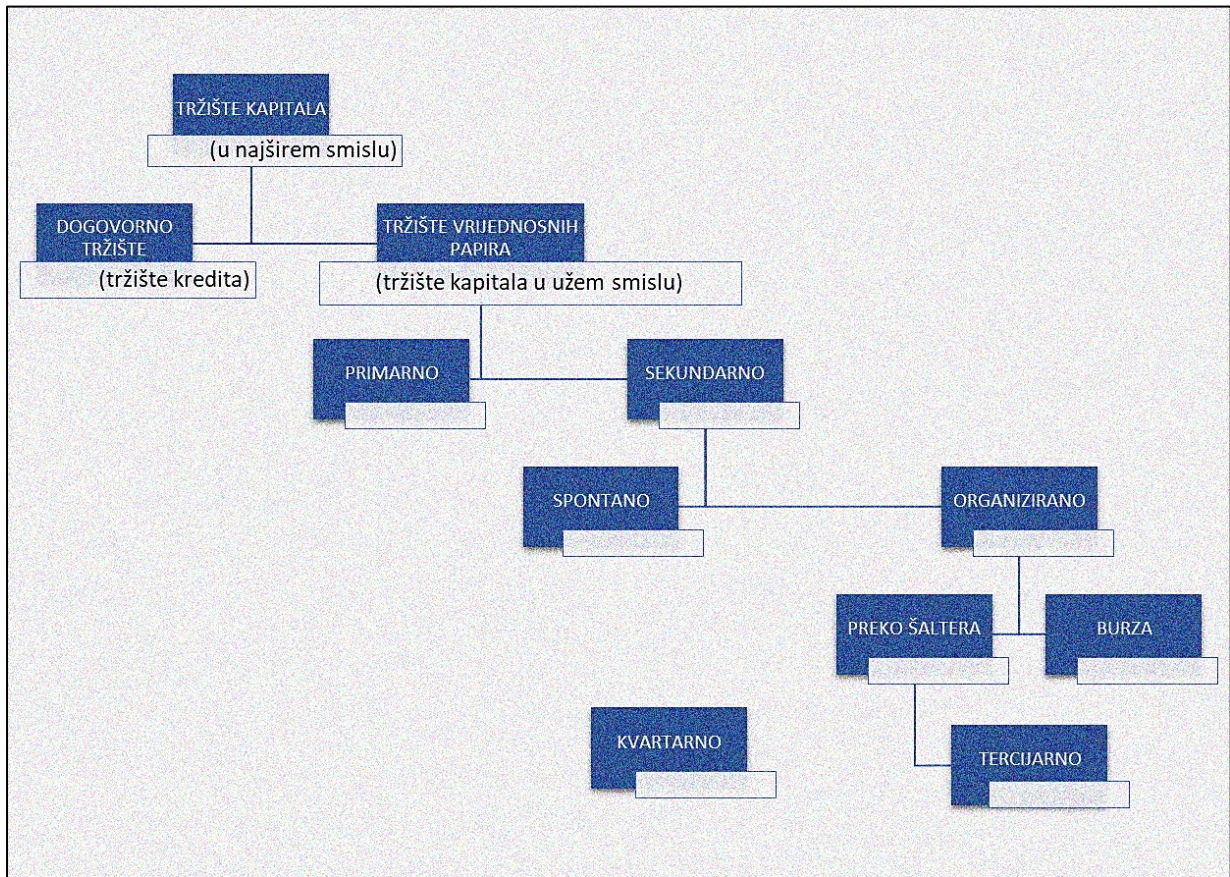 TRŽIŠTE KAPITALA
(u najširem smislu)
DOGOVORNO
TRŽIŠTE
(tržište kredita)
TRŽIŠTE VRIJEDNOSNIH
PAPIRA
(tržište kapitala u užem smislu)
PRIMARNO
SEKUNDARNO
SPONTANO
ORGANIZIRANO
PREKO ŠALTERA
BURZA
KVARTARNO
TERCIJARNO